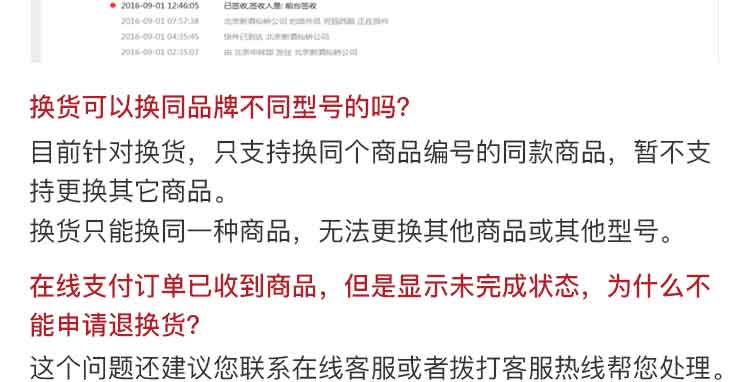 2016-09-01 12:46:05 已签收,签收人是: 前台签收
2016-09-01 07:57:38 北京新酒仙桥公司 的派件员 正在派件
2016-09-01 04:35:45 快件已到达 北京新酒仙桥公司
2016-09-01 02:35:07 由 北京中转部 发往 北京新酒仙桥公司
换货可以换同品牌不同型号的吗?
目前针对换货，只支持换同个商品编号的同款商品，暂不支
持更换其它商品。
换货只能换同一种商品，无法更换其他商品或其他型号。
在线支付订单已收到商品，但是显示未完成状态，为什么不
能申请退换货?
这个问题还建议您联系在线客服或者拨打客服热线帮您处理。